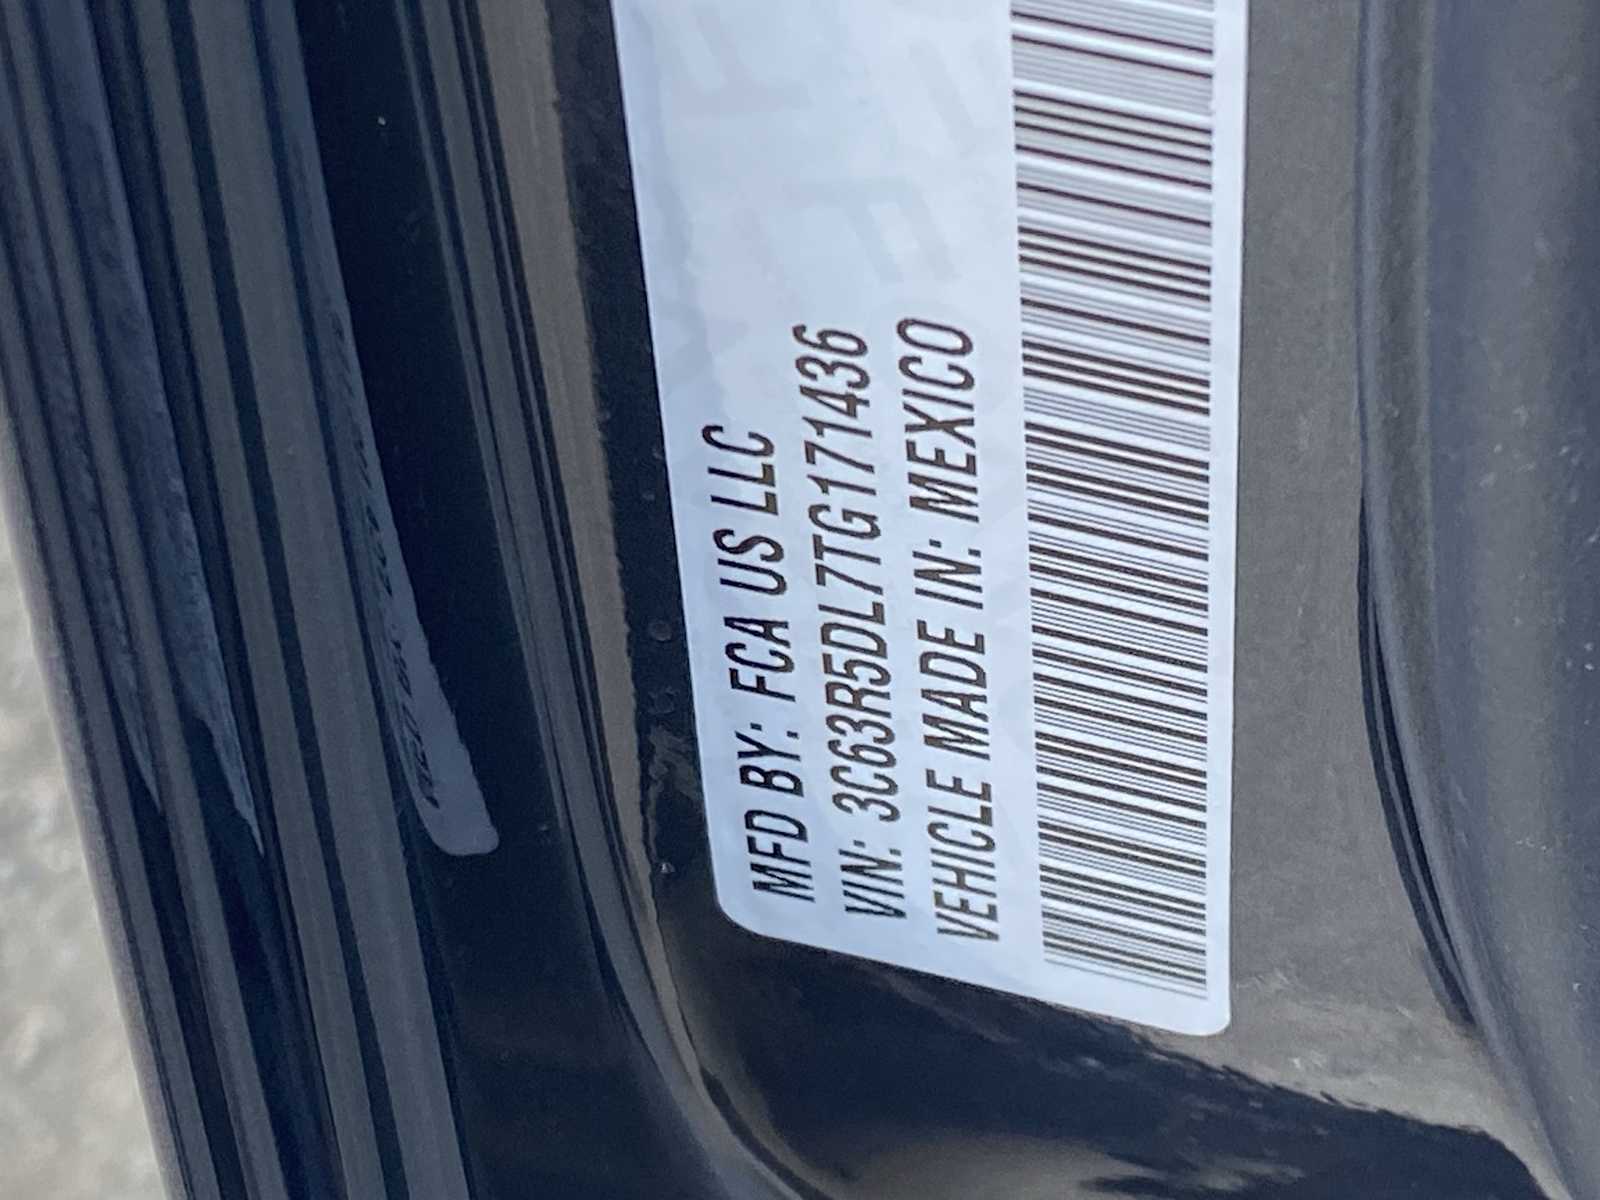 MFD BY: FCA US LLC
VIN: 3C63R5DL7TG171436
VEHICLE MADE IN: MEXICO